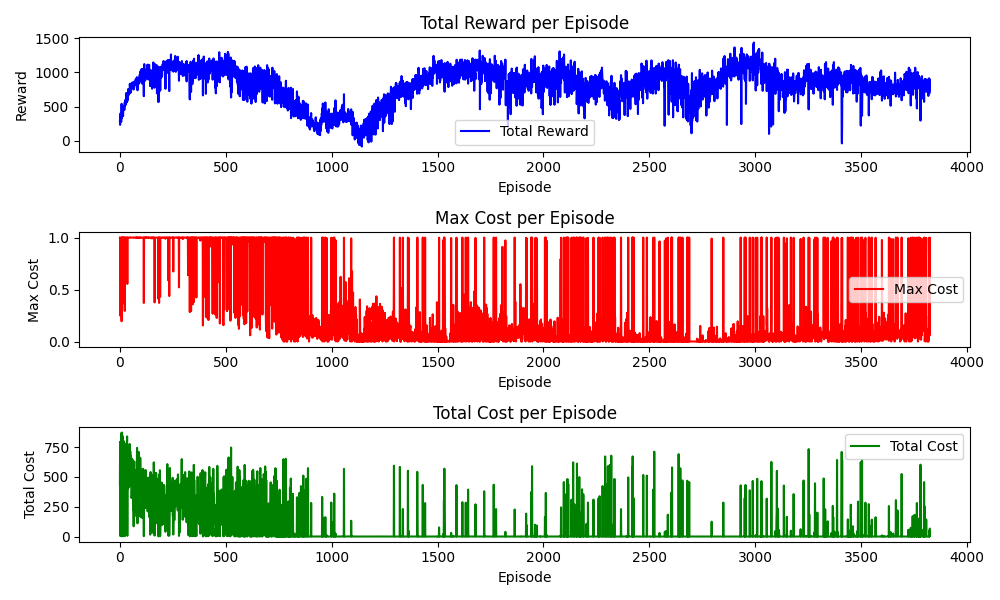 Total Reward per Episode
1500
1000
500
0
Reward
Total Reward
0 500 1000 1500 2000 2500 3000 3500 4000
Episode
Max Cost per Episode
1.0
0.5
0.0
Max Cost
Max Cost
0 500 1000 1500 2000 2500 3000 3500 4000
Episode
Total Cost per Episode
750
500
250
0
Total Cost
Total Cost
0 500 1000 1500 2000 2500 3000 3500 4000
Episode